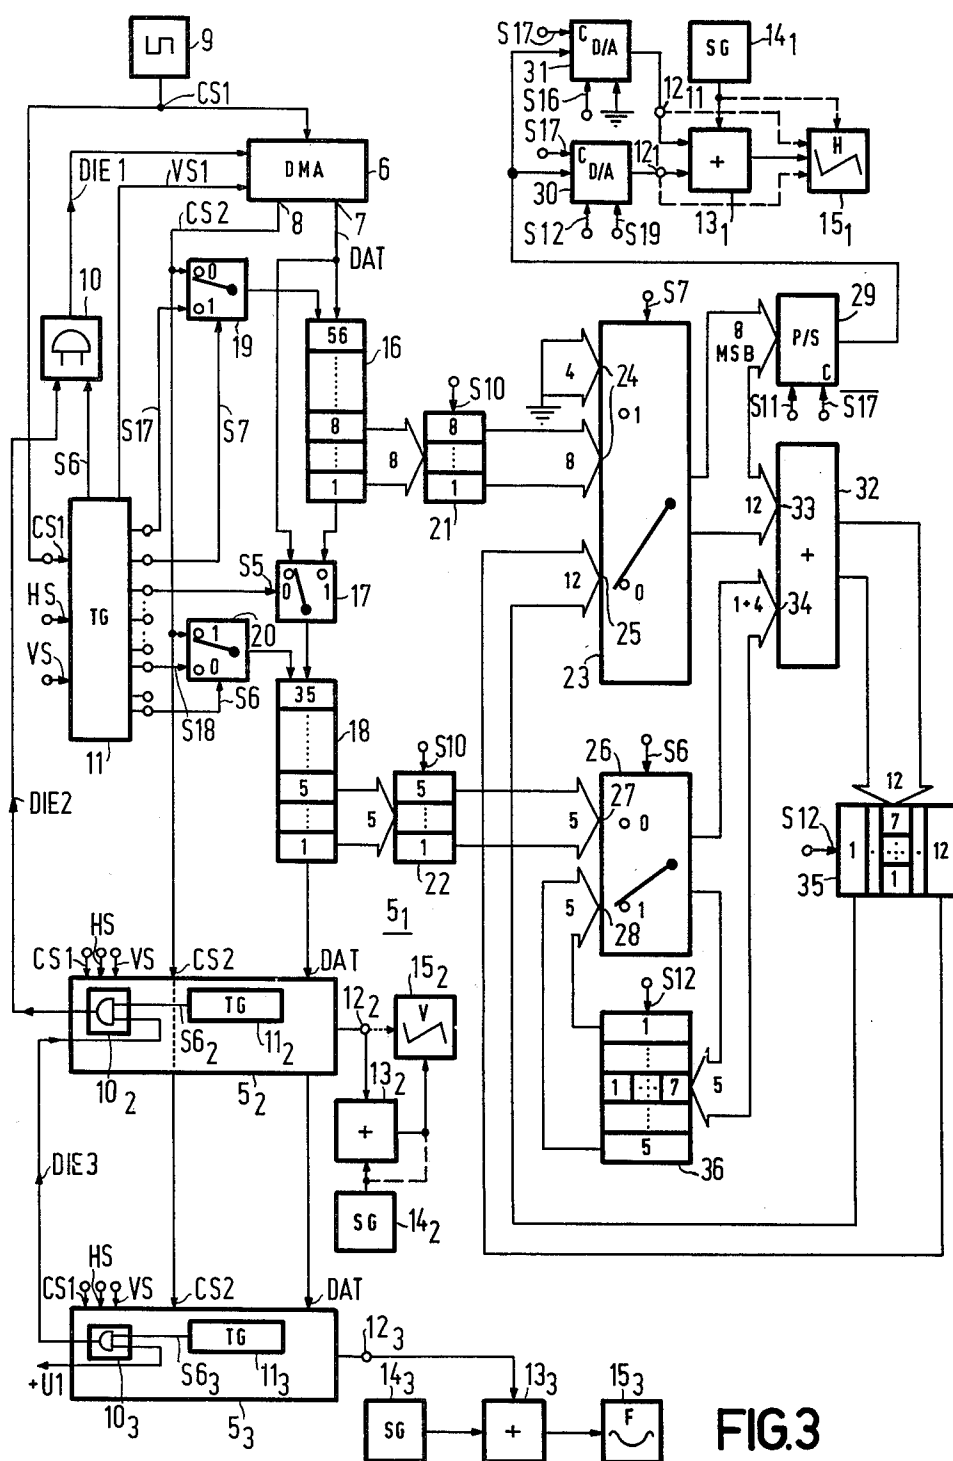 9
CS1
DIE 1
VS1
DMA
6
CS2
8
7
DAT
10
0
1
19
S17
S7
S6
56
16
8
1
8
S10
8
1
21
CS1
HS
VS
TG
11
S5
0
1
17
1
0
20
S18
S6
35
18
5
1
5
S10
5
1
22
DIE2
5₁
S17
C
D/A
31
S16
S17
C
D/A
30
S12
S19
SG
14₁
12₁₁
12₁
+
13₁
H
15₁
S7
4
24
1
8
12
25
0
23
8
MSB
P/S
C
29
S11
S17
12
33
32
+
1+4
34
26
S6
27
0
5
1
5
28
S12
1
1
7
5
5
36
12
S12
35
1
7
1
12
HS
CS1
VS
CS2
DAT
TG
S6₂
11₂
10₂
5₂
12₂
15₂
V
13₂
+
SG
14₂
DIE3
HS
CS1
VS
CS2
DAT
TG
S6₃
11₃
+U1
10₃
5₃
12₃
14₃
SG
13₃
+
15₃
F
FIG.3